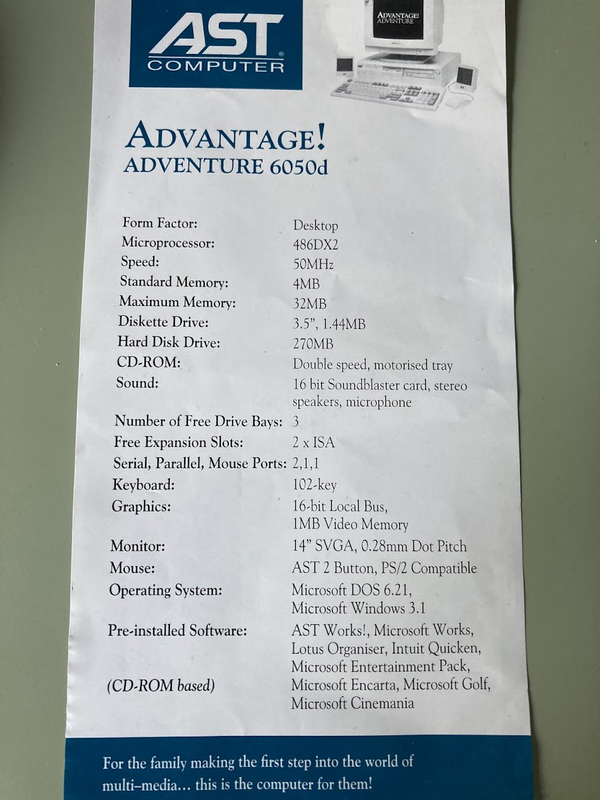 AST
COMPUTER
ADVANTAGE!
ADVENTURE
ADVANTAGE!
ADVENTURE 6050d
Form Factor: Desktop
Microprocessor: 486DX2
Speed: 50MHz
Standard Memory: 4MB
Maximum Memory: 32MB
Diskette Drive: 3.5”, 1.44MB
Hard Disk Drive: 270MB
CD-ROM: Double speed, motorised tray
Sound: 16 bit Soundblaster card, stereo
speakers, microphone
Number of Free Drive Bays: 3
Free Expansion Slots: 2 x ISA
Serial, Parallel, Mouse Ports: 2,1,1
Keyboard: 102-key
Graphics: 16-bit Local Bus,
1MB Video Memory
Monitor: 14” SVGA, 0.28mm Dot Pitch
Mouse: AST 2 Button, PS/2 Compatible
Operating System: Microsoft DOS 6.21,
Microsoft Windows 3.1
Pre-installed Software: AST Works!, Microsoft Works,
Lotus Organiser, Intuit Quicken,
Microsoft Entertainment Pack,
(CD-ROM based) Microsoft Encarta, Microsoft Golf,
Microsoft Cinemania
For the family making the first step into the world of
multi–media... this is the computer for them!